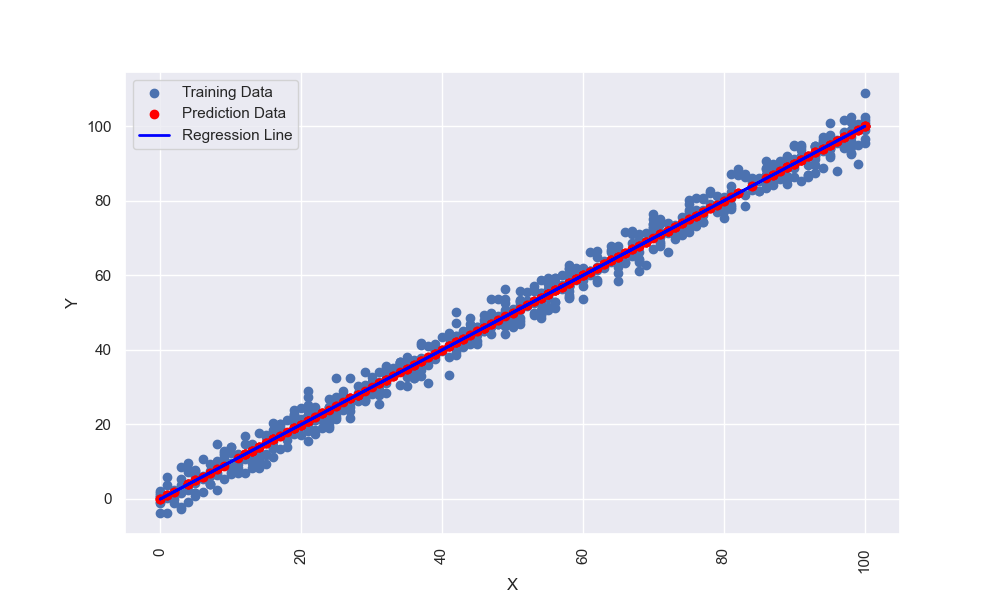 Training Data
Prediction Data
Regression Line
100
80
60
40
20
0
Y
0 20 40 60 80 100
X